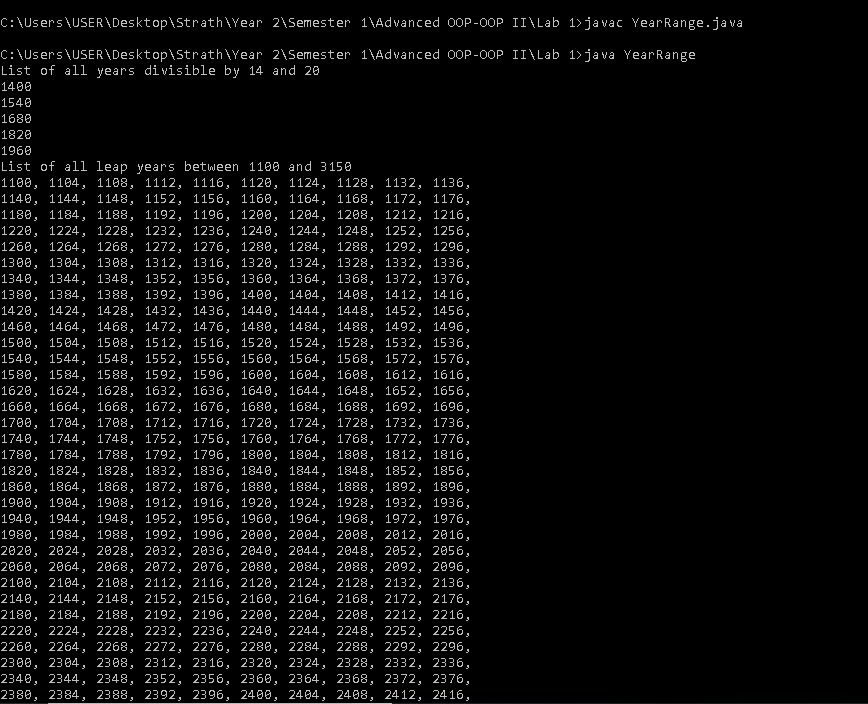 C:\Users\USER\Desktop\Strath\Year 2\Semester 1\Advanced OOP-OOP II\Lab 1>javac YearRange.java
C:\Users\USER\Desktop\Strath\Year 2\Semester 1\Advanced OOP-OOP II\Lab 1>java YearRange
List of all years divisible by 14 and 20
1400
1540
1680
1820
1960
List of all leap years between 1100 and 3150
1100, 1104, 1108, 1112, 1116, 1120, 1124, 1128, 1132, 1136,
1140, 1144, 1148, 1152, 1156, 1160, 1164, 1168, 1172, 1176,
1180, 1184, 1188, 1192, 1196, 1200, 1204, 1208, 1212, 1216,
1220, 1224, 1228, 1232, 1236, 1240, 1244, 1248, 1252, 1256,
1260, 1264, 1268, 1272, 1276, 1280, 1284, 1288, 1292, 1296,
1300, 1304, 1308, 1312, 1316, 1320, 1324, 1328, 1332, 1336,
1340, 1344, 1348, 1352, 1356, 1360, 1364, 1368, 1372, 1376,
1380, 1384, 1388, 1392, 1396, 1400, 1404, 1408, 1412, 1416,
1420, 1424, 1428, 1432, 1436, 1440, 1444, 1448, 1452, 1456,
1460, 1464, 1468, 1472, 1476, 1480, 1484, 1488, 1492, 1496,
1500, 1504, 1508, 1512, 1516, 1520, 1524, 1528, 1532, 1536,
1540, 1544, 1548, 1552, 1556, 1560, 1564, 1568, 1572, 1576,
1580, 1584, 1588, 1592, 1596, 1600, 1604, 1608, 1612, 1616,
1620, 1624, 1628, 1632, 1636, 1640, 1644, 1648, 1652, 1656,
1660, 1664, 1668, 1672, 1676, 1680, 1684, 1688, 1692, 1696,
1700, 1704, 1708, 1712, 1716, 1720, 1724, 1728, 1732, 1736,
1740, 1744, 1748, 1752, 1756, 1760, 1764, 1768, 1772, 1776,
1780, 1784, 1788, 1792, 1796, 1800, 1804, 1808, 1812, 1816,
1820, 1824, 1828, 1832, 1836, 1840, 1844, 1848, 1852, 1856,
1860, 1864, 1868, 1872, 1876, 1880, 1884, 1888, 1892, 1896,
1900, 1904, 1908, 1912, 1916, 1920, 1924, 1928, 1932, 1936,
1940, 1944, 1948, 1952, 1956, 1960, 1964, 1968, 1972, 1976,
1980, 1984, 1988, 1992, 1996, 2000, 2004, 2008, 2012, 2016,
2020, 2024, 2028, 2032, 2036, 2040, 2044, 2048, 2052, 2056,
2060, 2064, 2068, 2072, 2076, 2080, 2084, 2088, 2092, 2096,
2100, 2104, 2108, 2112, 2116, 2120, 2124, 2128, 2132, 2136,
2140, 2144, 2148, 2152, 2156, 2160, 2164, 2168, 2172, 2176,
2180, 2184, 2188, 2192, 2196, 2200, 2204, 2208, 2212, 2216,
2220, 2224, 2228, 2232, 2236, 2240, 2244, 2248, 2252, 2256,
2260, 2264, 2268, 2272, 2276, 2280, 2284, 2288, 2292, 2296,
2300, 2304, 2308, 2312, 2316, 2320, 2324, 2328, 2332, 2336,
2340, 2344, 2348, 2352, 2356, 2360, 2364, 2368, 2372, 2376,
2380, 2384, 2388, 2392, 2396, 2400, 2404, 2408, 2412, 2416,